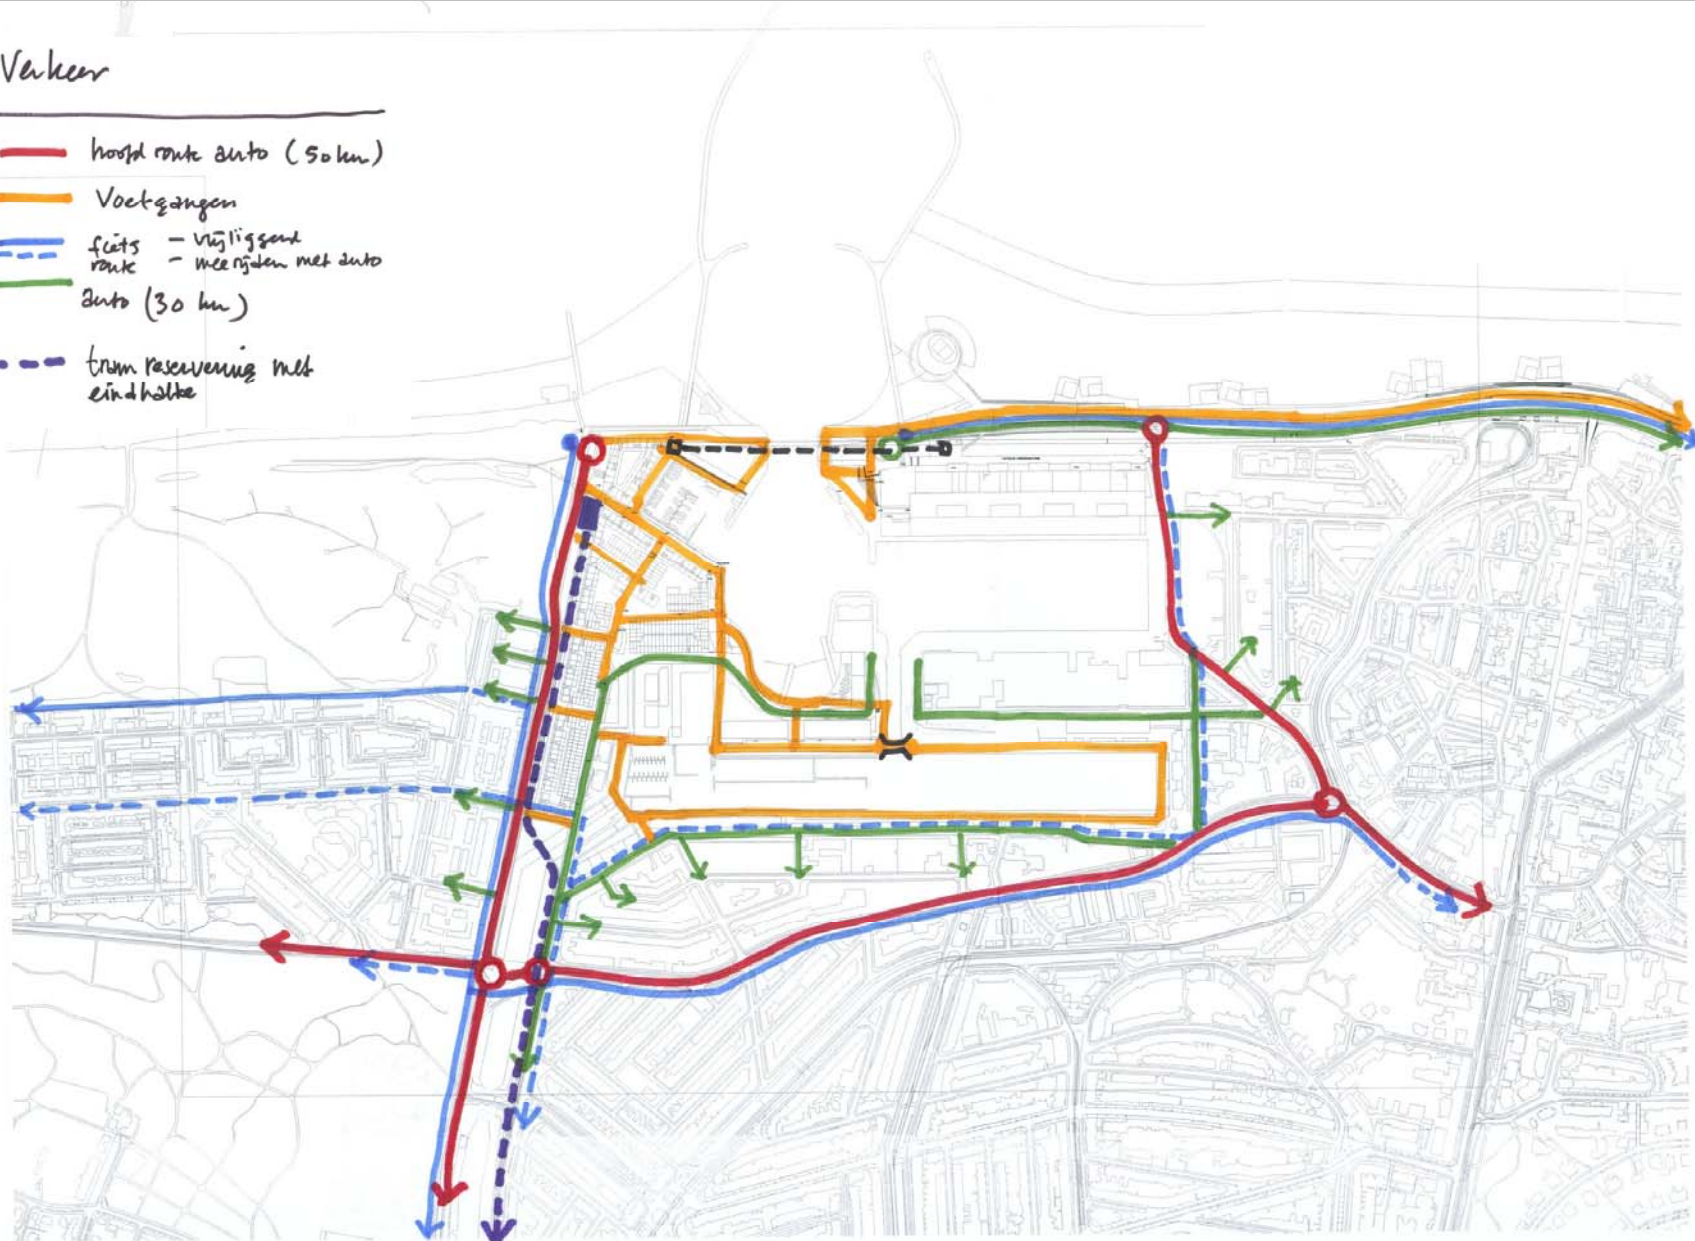 Verkeer
hoofd route auto (50 km)
Voetgangen
fiets - vrijliggend
route - meerijden met auto
auto (30 km)
tram reservering met
eindhalte